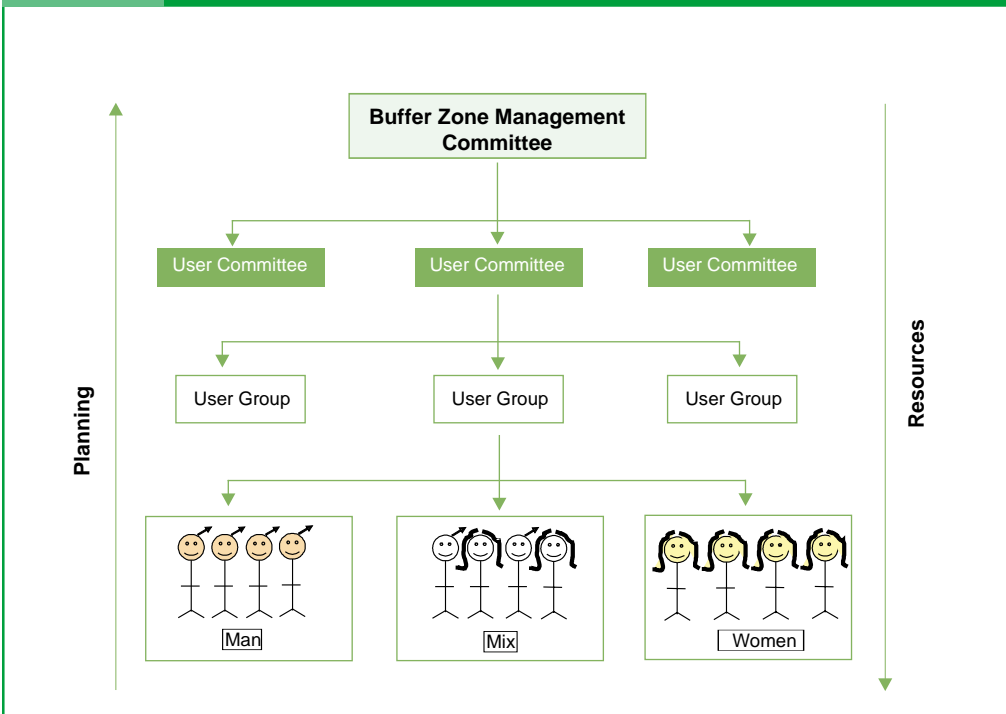 Buffer Zone Management
Committee
User Committee
User Committee
User Committee
Planning
Resources
User Group
User Group
User Group
Man
Mix
Women